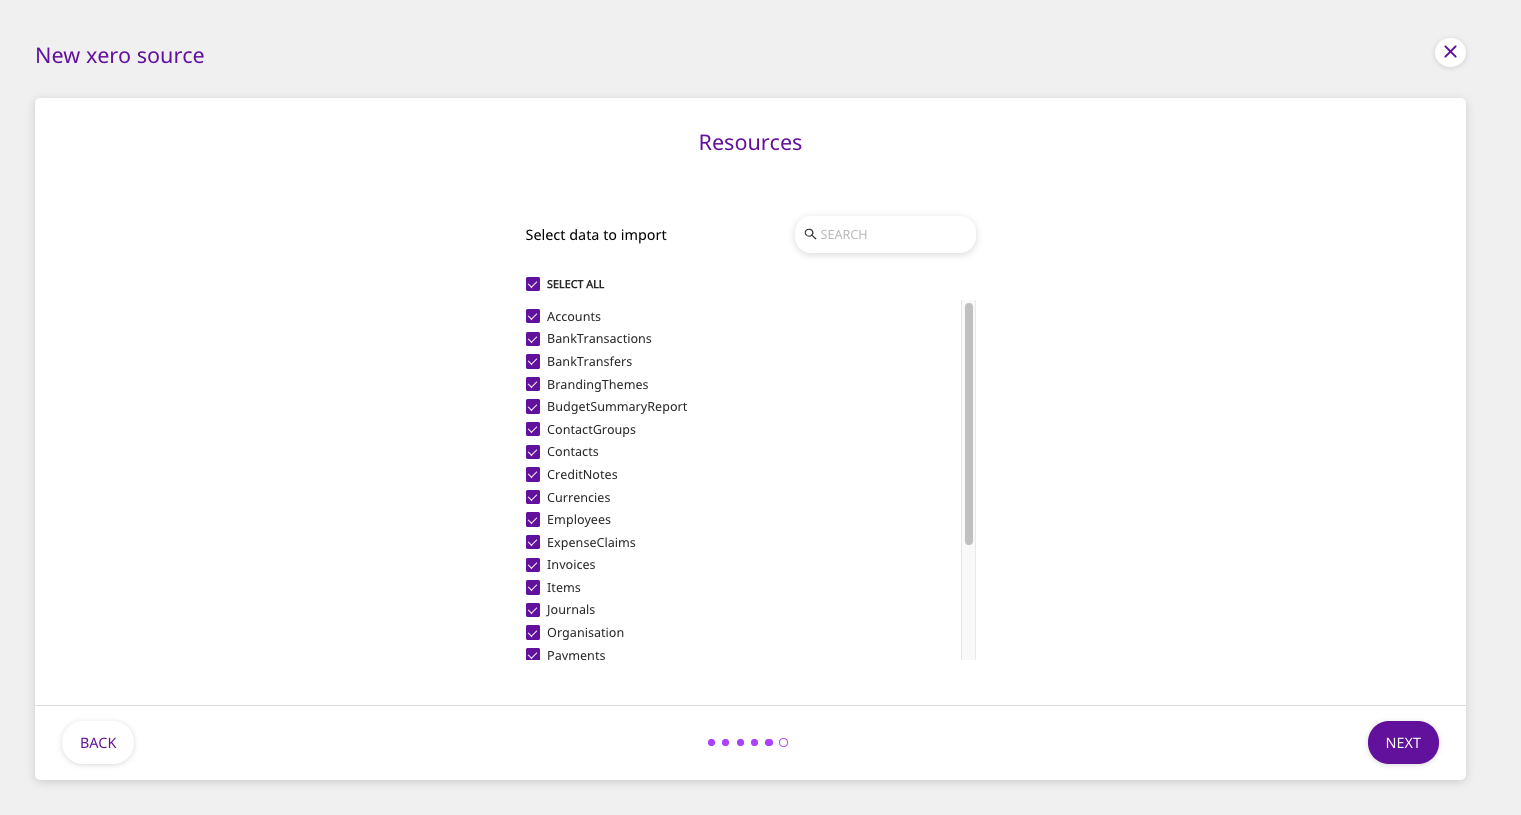 New xero source
Resources
Select data to import
SEARCH
SELECT ALL
Accounts
BankTransactions
BankTransfers
BrandingThemes
BudgetSummaryReport
ContactGroups
Contacts
CreditNotes
Currencies
Employees
ExpenseClaims
Invoices
Items
Journals
Organisation
Payments
BACK
NEXT